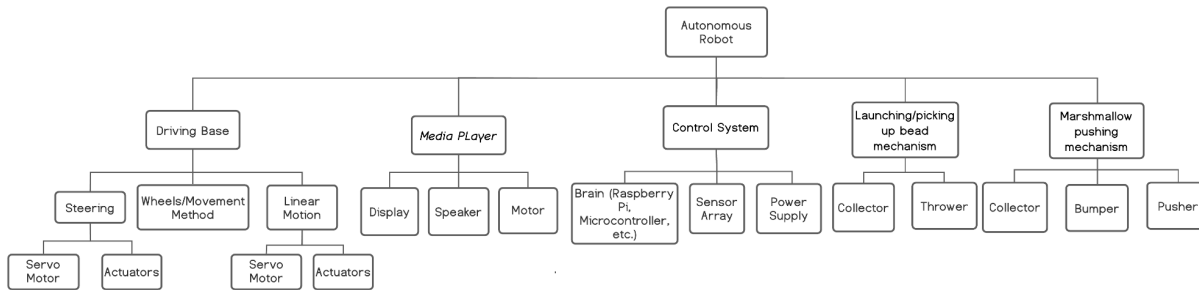 Autonomous
Robot
Driving Base
Media PLayer
Control System
Launching/picking
up bead
mechanism
Marshmallow
pushing
mechanism
Steering
Wheels/Movement
Method
Linear
Motion
Display
Speaker
Motor
Brain (Raspberry
Pi,
Microcontroller,
etc.)
Sensor
Array
Power
Supply
Collector
Thrower
Collector
Bumper
Pusher
Servo
Motor
Actuators
Servo
Motor
Actuators